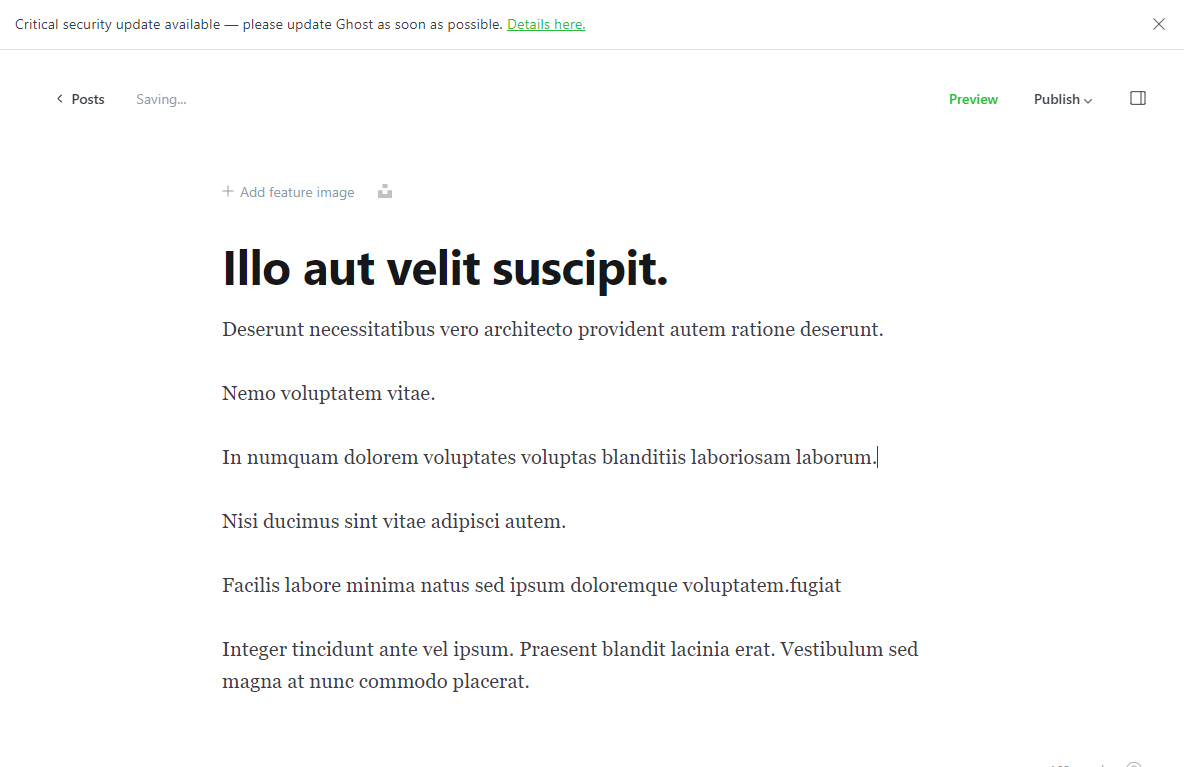 Critical security update available — please update Ghost as soon as possible. Details here.
Posts Saving... Preview Publish
Add feature image
Illo aut velit suscipit.
Deserunt necessitatibus vero architecto provident autem ratione deserunt.
Nemo voluptatem vitae.
In numquam dolorem voluptates voluptas blanditiis laboriosam laborum.
Nisi ducimus sint vitae adipisci autem.
Facilis labore minima natus sed ipsum doloremque voluptatem.fugiat
Integer tincidunt ante vel ipsum. Praesent blandit lacinia erat. Vestibulum sed
magna at nunc commodo placerat.